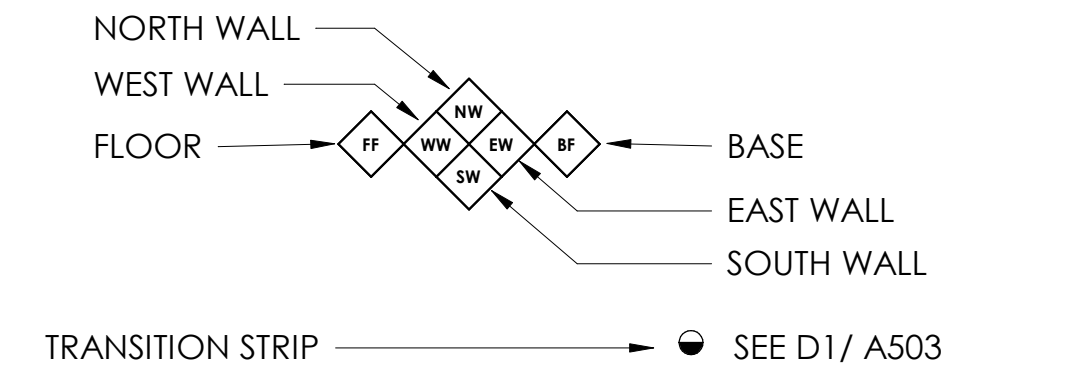 NORTH WALL
WEST WALL
FLOOR
NW
FF WW EW BF
SW
BASE
EAST WALL
SOUTH WALL
TRANSITION STRIP SEE D1/ A503